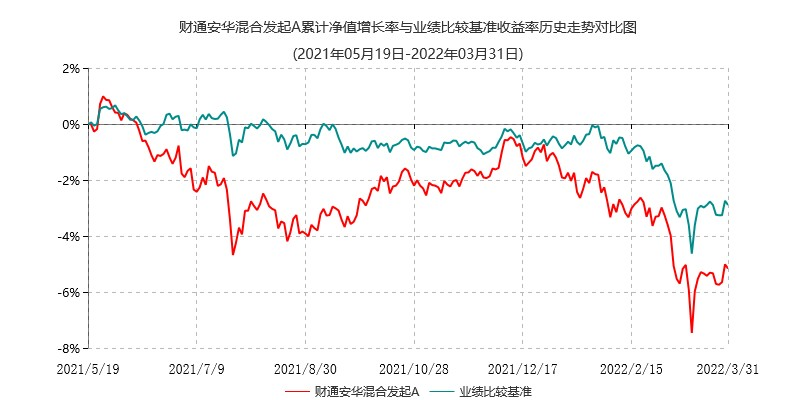 财通安华混合发起A累计净值增长率与业绩比较基准收益率历史走势对比图
(2021年05月19日-2022年03月31日)
2%
0%
-2%
-4%
-6%
-8%
2021/5/19 2021/7/9 2021/8/30 2021/10/28 2021/12/17 2022/2/15 2022/3/31
财通安华混合发起A 业绩比较基准